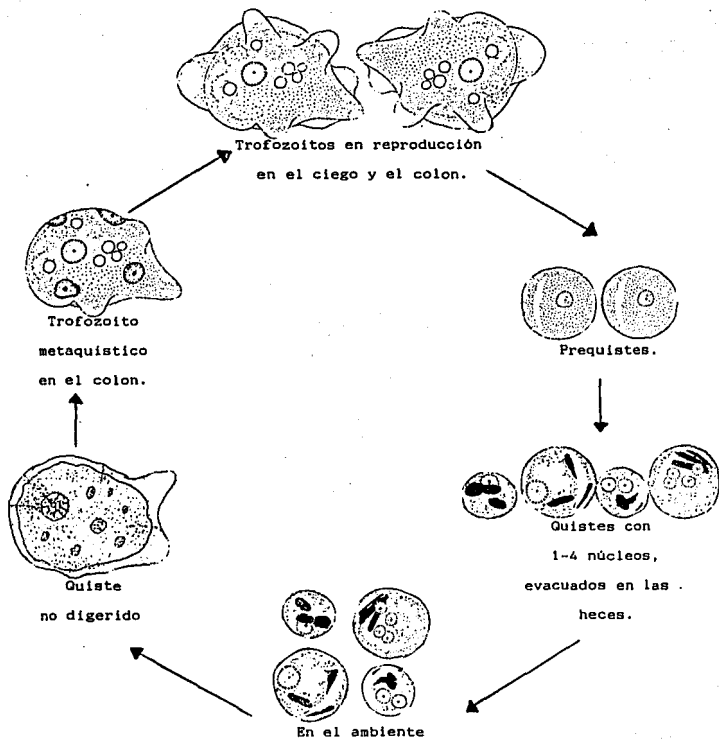 Trofozoitos en reproducción
en el ciego y el colon.
Prequistes.
Quistes con
1-4 núcleos,
evacuados en las
heces.
En el ambiente
Quiste
no digerido
Trofozoito
metaquistico
en el colon.